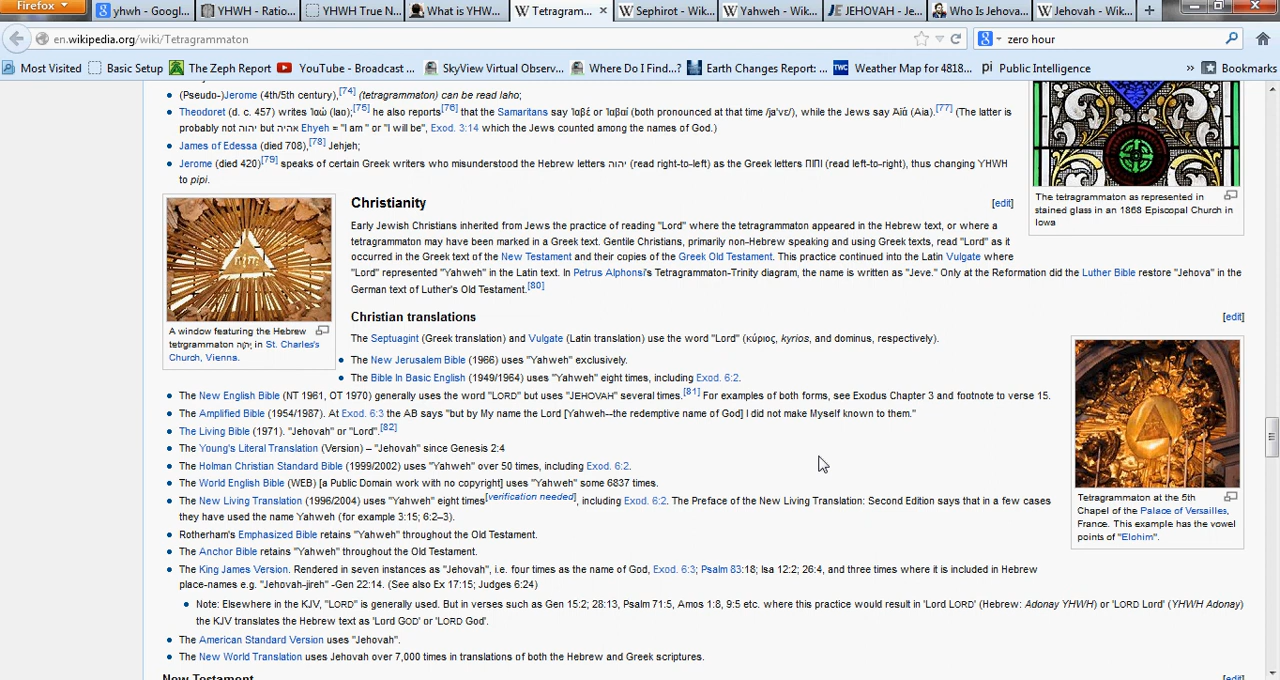 Firefox
yhwh - Googl...
YHWH - Ratio...
YHWH True N...
What is YHW...
Tetragram...
Sephirot - Wik...
Yahweh - Wik...
JEHOVAH - Je...
Who Is Jehova...
Jehovah - Wik...
en.wikipedia.org/wiki/Tetragrammaton
zero hour
Most Visited
Basic Setup
The Zeph Report
YouTube - Broadcast ...
SkyView Virtual Observ...
Where Do I Find...?
Earth Changes Report: ...
TWC Weather Map for 4818...
pi Public Intelligence
»
Bookmarks
(Pseudo-)Jerome (4th/5th century),[74] (tetragrammaton) can be read Iaho;
Theodoret (d. c. 457) writes Ἰαώ (Iao);[75] he also reports[76] that the Samaritans say Ἰαβέ or Ἰαβαί (both pronounced at that time /ja'vɛ/), while the Jews say Ἀϊά (Aia).[77] (The latter is
probably not יהוה but אהיה Ehyeh = "I am " or "I will be", Exod. 3:14 which the Jews counted among the names of God.)
James of Edessa (died 708),[78] Jehjeh;
Jerome (died 420)[79] speaks of certain Greek writers who misunderstood the Hebrew letters יהוה (read right-to-left) as the Greek letters ΠΙΠΙ (read left-to-right), thus changing YHWH
to pipi.
The tetragrammaton as represented in
stained glass in an 1868 Episcopal Church in
Iowa
Christianity
[edit]
Early Jewish Christians inherited from Jews the practice of reading "Lord" where the tetragrammaton appeared in the Hebrew text, or where a
tetragrammaton may have been marked in a Greek text. Gentile Christians, primarily non-Hebrew speaking and using Greek texts, read "Lord" as it
occurred in the Greek text of the New Testament and their copies of the Greek Old Testament. This practice continued into the Latin Vulgate where
"Lord" represented "Yahweh" in the Latin text. In Petrus Alphonsi's Tetragrammaton-Trinity diagram, the name is written as "Jeve." Only at the Reformation did the Luther Bible restore "Jehova" in the
German text of Luther's Old Testament.[80]
A window featuring the Hebrew
tetragrammaton יְהֹוָה in St. Charles's
Church, Vienna.
Christian translations
[edit]
The Septuagint (Greek translation) and Vulgate (Latin translation) use the word "Lord" (κύριος, kyrios, and dominus, respectively).
The New Jerusalem Bible (1966) uses "Yahweh" exclusively.
The Bible In Basic English (1949/1964) uses "Yahweh" eight times, including Exod. 6:2.
The New English Bible (NT 1961, OT 1970) generally uses the word "LORD" but uses "JEHOVAH" several times.[81] For examples of both forms, see Exodus Chapter 3 and footnote to verse 15.
The Amplified Bible (1954/1987). At Exod. 6:3 the AB says "but by My name the Lord [Yahweh--the redemptive name of God] I did not make Myself known to them."
The Living Bible (1971). "Jehovah" or "Lord".[82]
The Young's Literal Translation (Version) – "Jehovah" since Genesis 2:4
The Holman Christian Standard Bible (1999/2002) uses "Yahweh" over 50 times, including Exod. 6:2.
The World English Bible (WEB) [a Public Domain work with no copyright] uses "Yahweh" some 6837 times.
The New Living Translation (1996/2004) uses "Yahweh" eight times[verification needed], including Exod. 6:2. The Preface of the New Living Translation: Second Edition says that in a few cases
they have used the name Yahweh (for example 3:15; 6:2–3).
Rotherham's Emphasized Bible retains "Yahweh" throughout the Old Testament.
The Anchor Bible retains "Yahweh" throughout the Old Testament.
The King James Version. Rendered in seven instances as "Jehovah", i.e. four times as the name of God, Exod. 6:3; Psalm 83:18; Isa 12:2; 26:4, and three times where it is included in Hebrew
place-names e.g. "Jehovah-jireh" -Gen 22:14. (See also Ex 17:15; Judges 6:24)
Note: Elsewhere in the KJV, "LORD" is generally used. But in verses such as Gen 15:2; 28:13, Psalm 71:5, Amos 1:8, 9:5 etc. where this practice would result in 'Lord LORD' (Hebrew: Adonay YHWH) or 'LORD Lord' (YHWH Adonay)
the KJV translates the Hebrew text as 'Lord GOD' or 'LORD God'.
The American Standard Version uses "Jehovah".
The New World Translation uses Jehovah over 7,000 times in translations of both the Hebrew and Greek scriptures.
Tetragrammaton at the 5th
Chapel of the Palace of Versailles,
France. This example has the vowel
points of "Elohim".
New Testament
[edit]